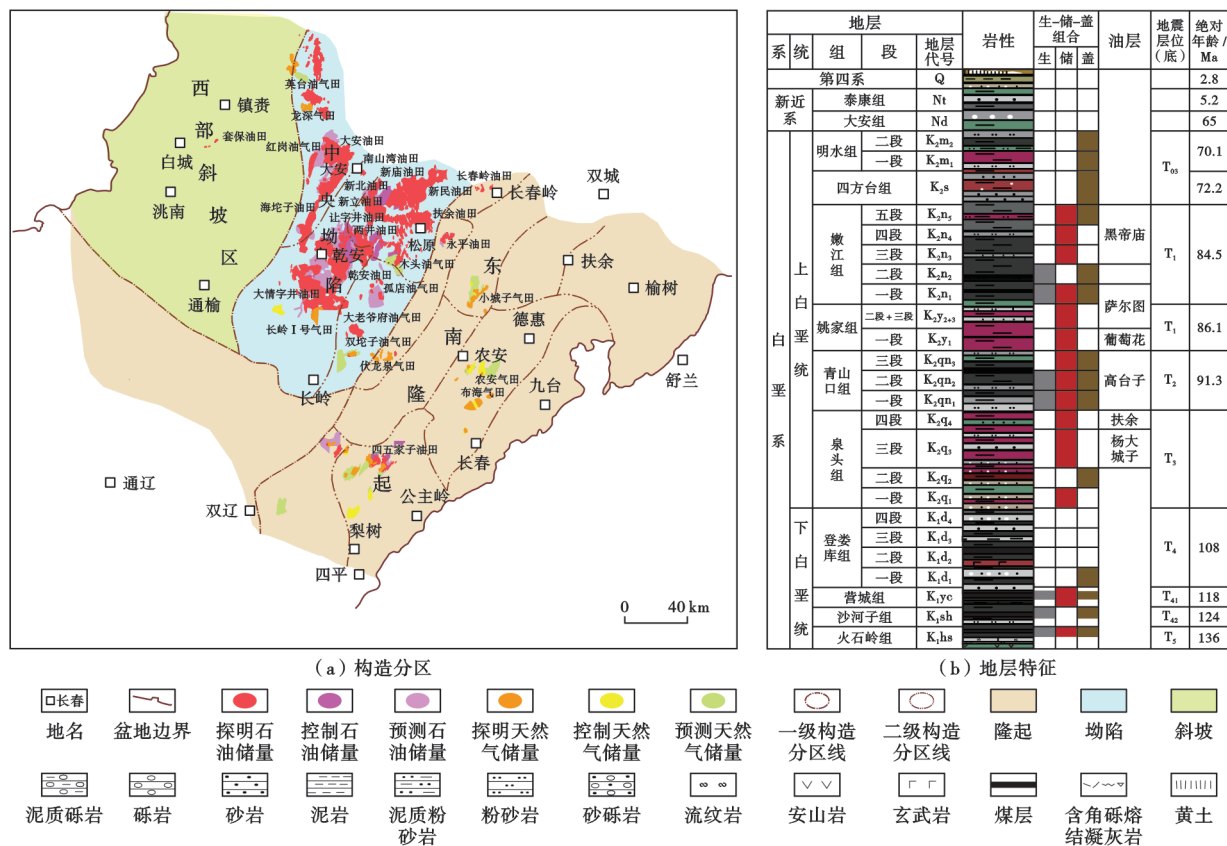 西部斜坡区
中央坳陷
东南隆起
英台油气田
镇赉
龙深气田
套保油田
白城
红岗油气田
大安油田
大安
南山湾油田
新庙油田
长春岭油田
长春岭
双城
洮南
新北油田
新民油田
海坨子油田
新立油田
让字井油田
扶余油田
两井油田
松原
永平油田
乾安
木头油气田
扶余
乾安油田
孤店油气田
通榆
大情字井油田
小城子气田
榆树
大老爷府油气田
德惠
长岭Ⅰ号气田
双坨子油气田
农安
伏龙泉气田
舒兰
农安气田
长岭
布海气田
九台
四五家子油田
长春
通辽
公主岭
双辽
梨树
四平
0 40 km
(a) 构造分区
地层
岩性
生-储-盖组合
油层
地震层位(底)
绝对年龄/Ma
系 统 组 段 地层代号 生 储 盖
第四系 Q 2.8
新近系 泰康组 Nt 5.2
大安组 Nd 65
白垩系
上白垩统
明水组 二段 K₂m₂ T₀₃ 70.1
一段 K₂m₁
四方台组 K₂s 72.2
嫩江组 五段 K₂n₅ 黑帝庙 T₁ 84.5
四段 K₂n₄
三段 K₂n₃
二段 K₂n₂ 萨尔图
一段 K₂n₁
姚家组 二段+三段 K₂y₂₊₃ T₁ 86.1
一段 K₂y₁ 葡萄花
青山口组 三段 K₂qn₃ 高台子 T₂ 91.3
二段 K₂qn₂
一段 K₂qn₁
泉头组 四段 K₂q₄ 扶余 T₃
三段 K₂q₃ 杨大城子
二段 K₂q₂
一段 K₂q₁
下白垩统
登娄库组 四段 K₁d₄ T₄ 108
三段 K₁d₃
二段 K₁d₂
一段 K₁d₁
营城组 K₁yc T₄₁ 118
沙河子组 K₁sh T₄₂ 124
火石岭组 K₁hs T₅ 136
(b) 地层特征
长春
地名 盆地边界 探明石油储量 控制石油储量 预测石油储量 探明天然气储量 控制天然气储量 预测天然气储量 一级构造分区线 二级构造分区线 隆起 坳陷 斜坡
泥质砾岩 砾岩 砂岩 泥岩 泥质粉砂岩 粉砂岩 砂砾岩 流纹岩 安山岩 玄武岩 煤层 含角砾熔结凝灰岩 黄土